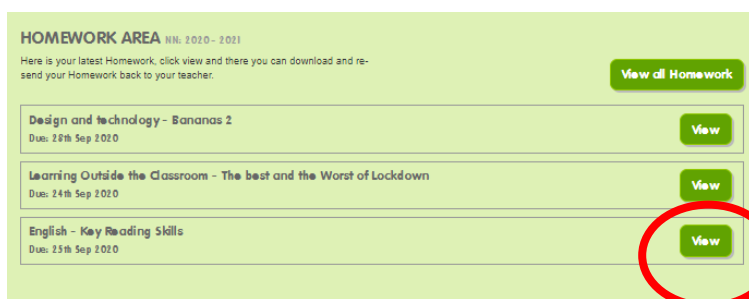 HOMEWORK AREA NN: 2020 - 2021
Here is your latest Homework, click view and there you can download and re-
send your Homework back to your teacher.
View all Homework
Design and technology - Bananas 2
Due: 28th Sep 2020
View
Learning Outside the Classroom - The best and the Worst of Lockdown
Due: 24th Sep 2020
View
English - Key Reading Skills
Due: 25th Sep 2020
View